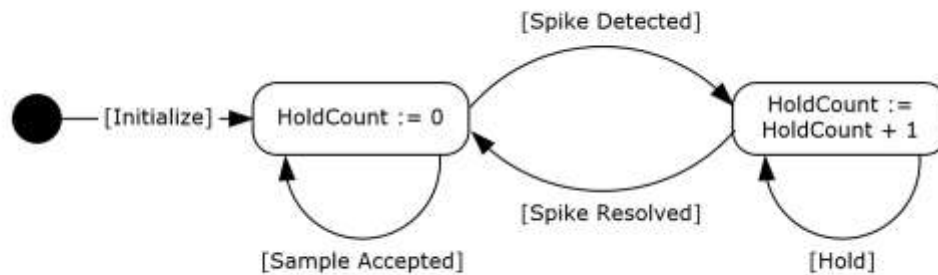 [Spike Detected]
[Initialize]
HoldCount := 0
HoldCount :=
HoldCount + 1
[Spike Resolved]
[Sample Accepted]
[Hold]